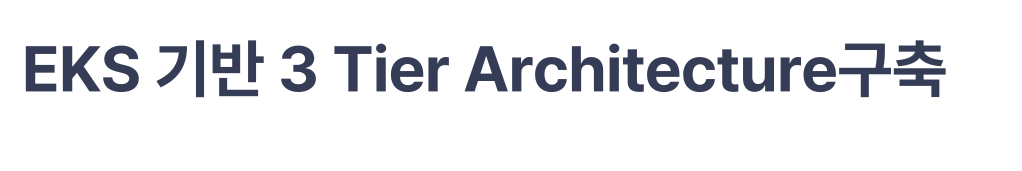 EKS 기반 3 Tier Architecture구축